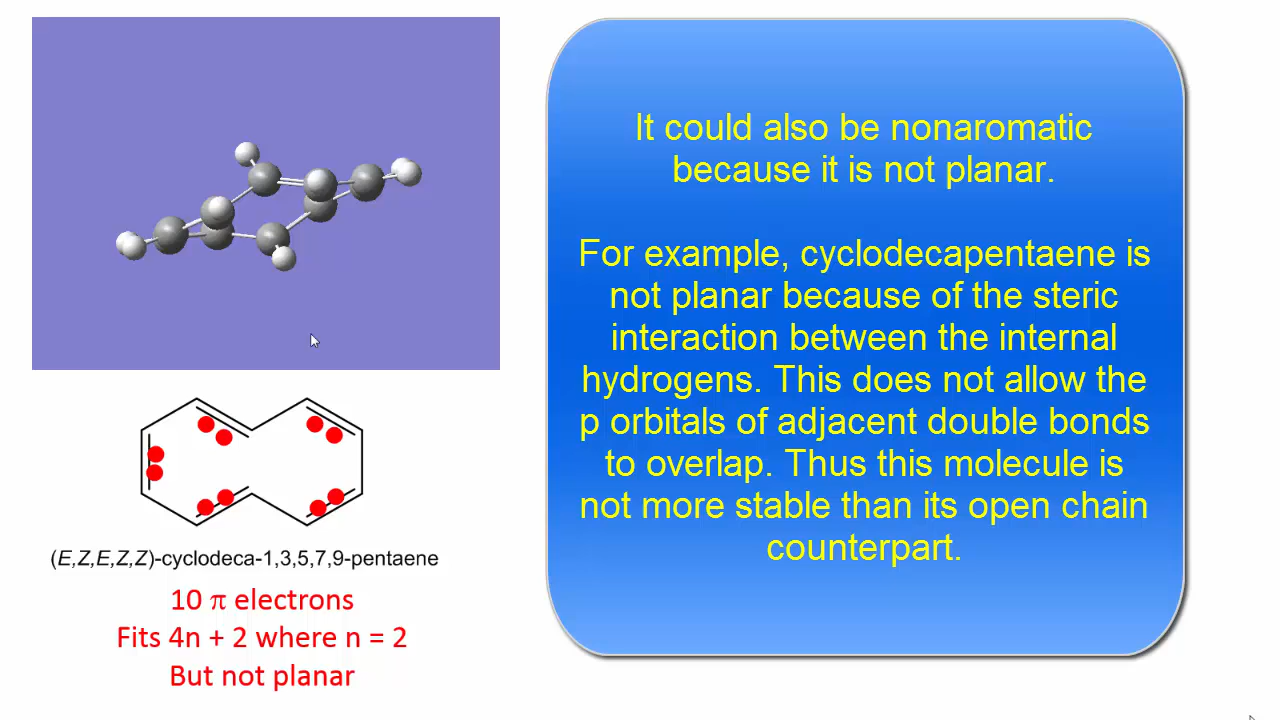 It could also be nonaromatic
because it is not planar.
For example, cyclodecapentaene is
not planar because of the steric
interaction between the internal
hydrogens. This does not allow the
p orbitals of adjacent double bonds
to overlap. Thus this molecule is
not more stable than its open chain
counterpart.
(E,Z,E,Z,Z)-cyclodeca-1,3,5,7,9-pentaene
10 π electrons
Fits 4n + 2 where n = 2
But not planar